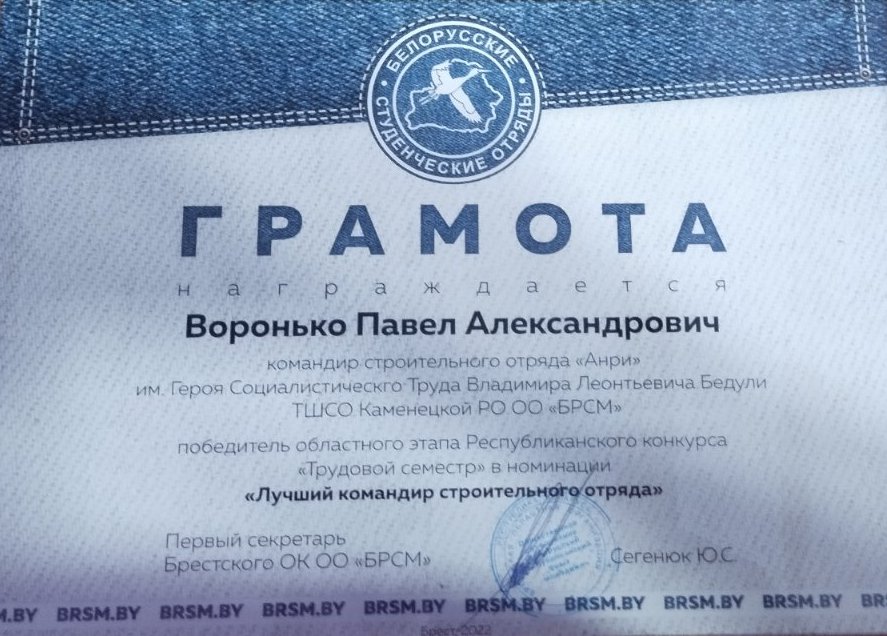 БЕЛОРУССКИЕ
СТУДЕНЧЕСКИЕ ОТРЯДЫ
ГРАМОТА
награждается
Воронько Павел Александрович
командир строительного отряда «Анри»
им. Героя Социалистическго Труда Владимира Леонтьевича Бедули
ТШСО Каменецкой РО ОО «БРСМ»
победитель областного этапа Республиканского конкурса
«Трудовой семестр» в номинации
«Лучший командир строительного отряда»
Первый секретарь
Брестского ОК ОО «БРСМ»
Сегенюк Ю.С.
M.BY BRSM.BY BRSM.BY BRSM.BY BRSM.BY BRSM.BY BRSM.BY BRSM.BY BRS
Брест 2022